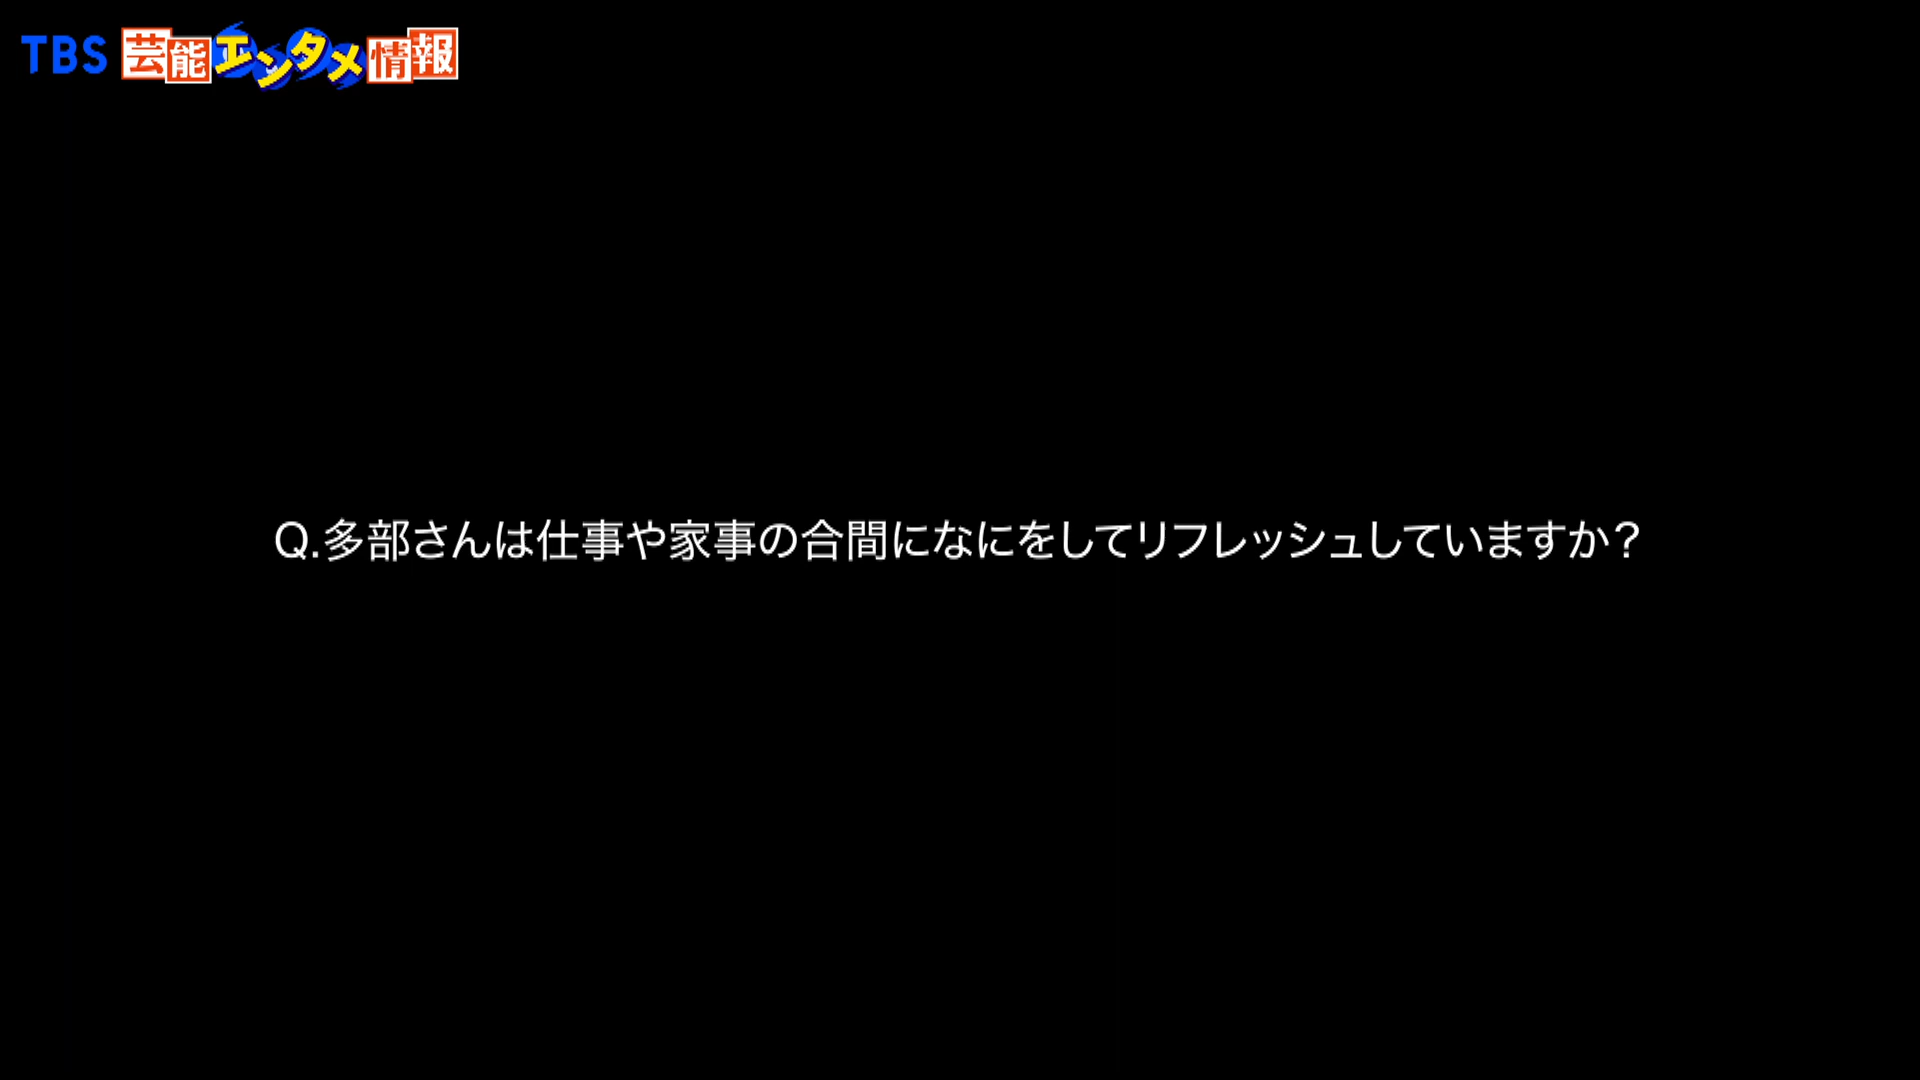 TBS 芸能エンタメ情報
Q.多部さんは仕事や家事の合間になにをしてリフレッシュしていますか？